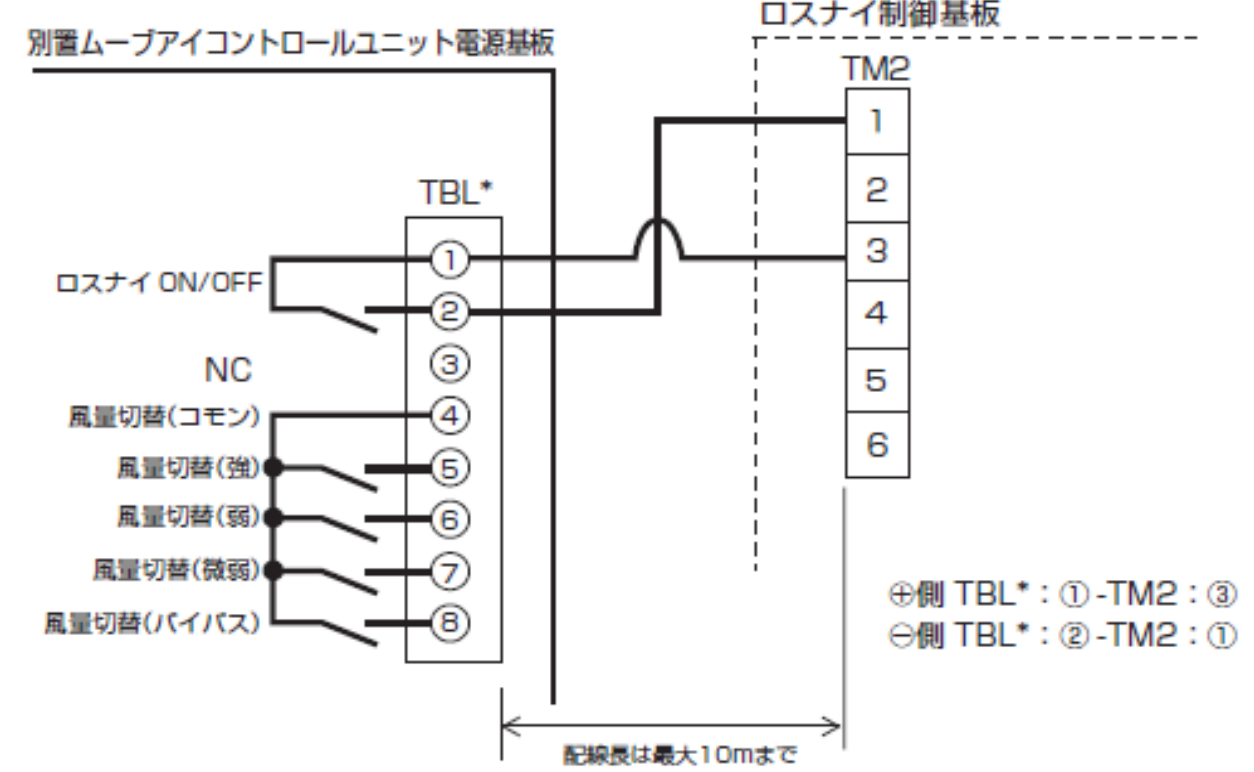 ロスナイ制御基板
別置ムーブアイコントロールユニット電源基板
TM2
1
2
3
4
5
6
TBL*
①
②
③
④
⑤
⑥
⑦
⑧
ロスナイ ON/OFF
NC
風量切替(コモン)
風量切替(強)
風量切替(弱)
風量切替(微弱)
風量切替(バイパス)
⊕側 TBL*：①-TM2：③
⊖側 TBL*：②-TM2：①
配線長は最大10mまで